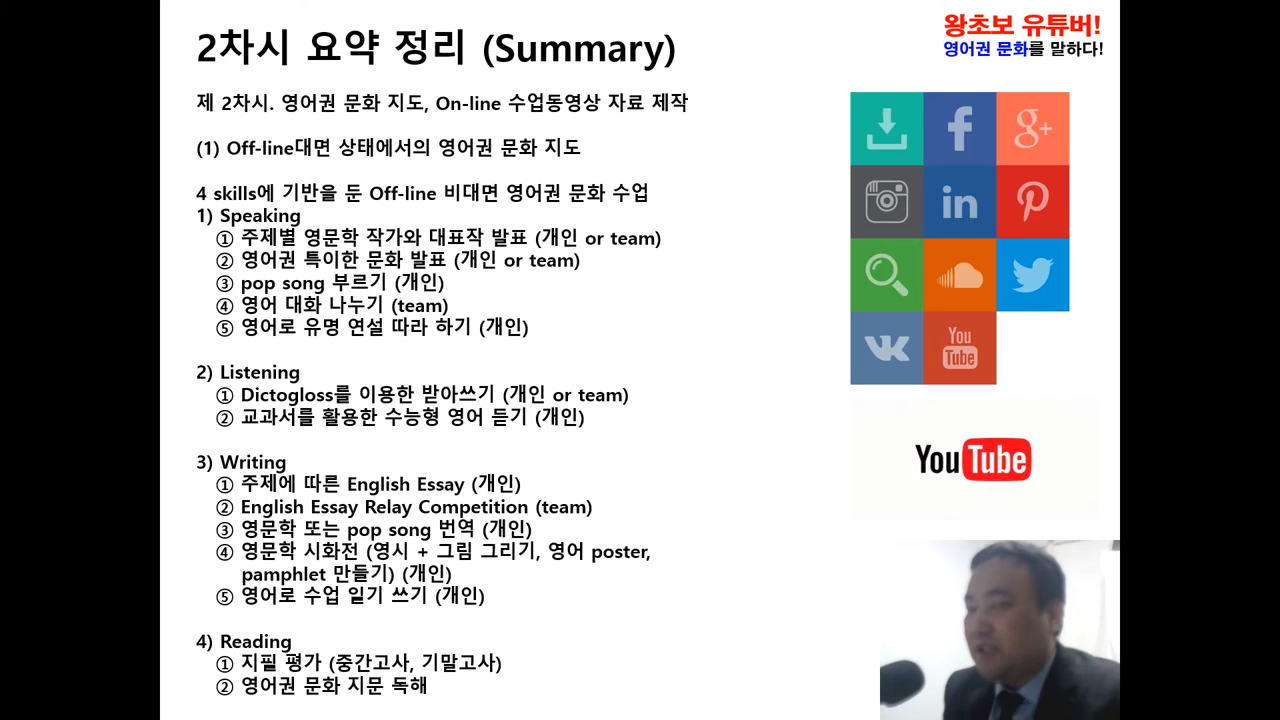 2차시 요약 정리 (Summary)
왕초보 유튜버!
영어권 문화를 말하다!
제 2차시. 영어권 문화 지도, On-line 수업동영상 자료 제작
(1) Off-line대면 상태에서의 영어권 문화 지도
4 skills에 기반을 둔 Off-line 비대면 영어권 문화 수업
1) Speaking
① 주제별 영문학 작가와 대표작 발표 (개인 or team)
② 영어권 특이한 문화 발표 (개인 or team)
③ pop song 부르기 (개인)
④ 영어 대화 나누기 (team)
⑤ 영어로 유명 연설 따라 하기 (개인)
2) Listening
① Dictogloss를 이용한 받아쓰기 (개인 or team)
② 교과서를 활용한 수능형 영어 듣기 (개인)
3) Writing
① 주제에 따른 English Essay (개인)
② English Essay Relay Competition (team)
③ 영문학 또는 pop song 번역 (개인)
④ 영문학 시화전 (영시 + 그림 그리기, 영어 poster,
pamphlet 만들기) (개인)
⑤ 영어로 수업 일기 쓰기 (개인)
4) Reading
① 지필 평가 (중간고사, 기말고사)
② 영어권 문화 지문 독해
f
g+
in
VK
You
Tube
YouTube